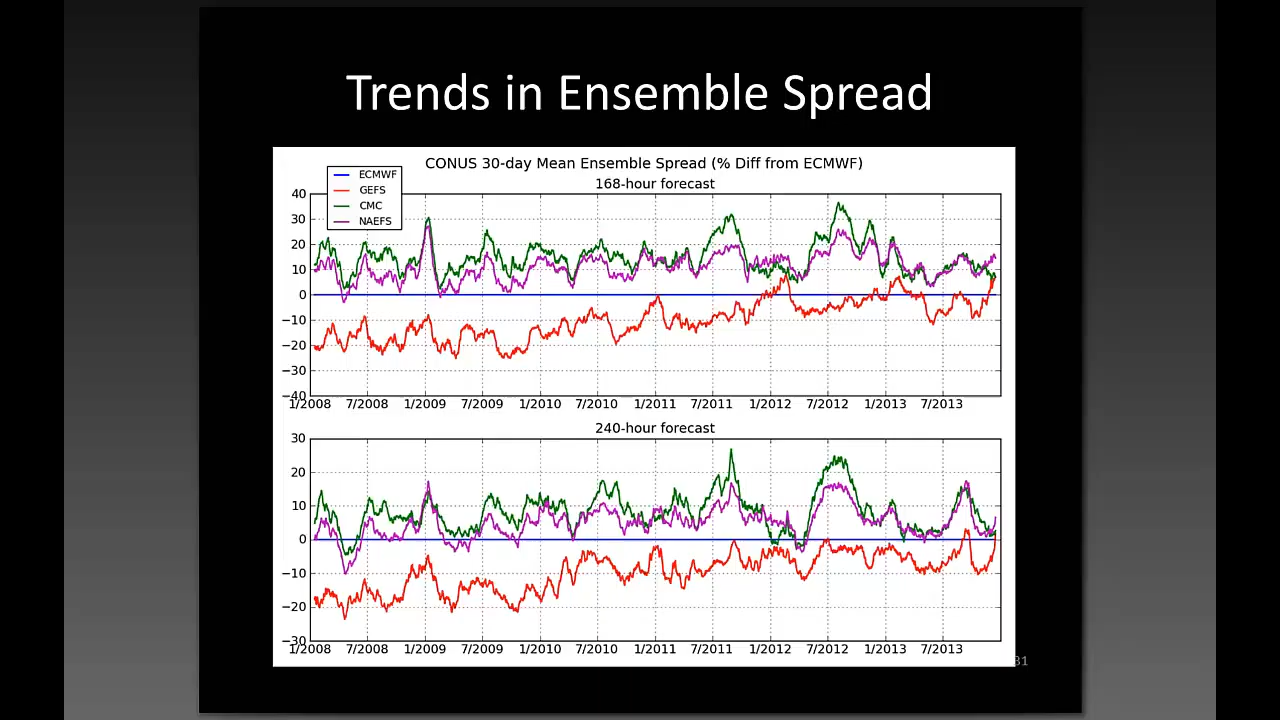 Trends in Ensemble Spread
CONUS 30-day Mean Ensemble Spread (% Diff from ECMWF)
168-hour forecast
ECMWF
GEFS
CMC
NAEFS
40
30
20
10
0
−10
−20
−30
−40
1/2008 7/2008 1/2009 7/2009 1/2010 7/2010 1/2011 7/2011 1/2012 7/2012 1/2013 7/2013
240-hour forecast
30
20
10
0
−10
−20
−30
1/2008 7/2008 1/2009 7/2009 1/2010 7/2010 1/2011 7/2011 1/2012 7/2012 1/2013 7/2013
31